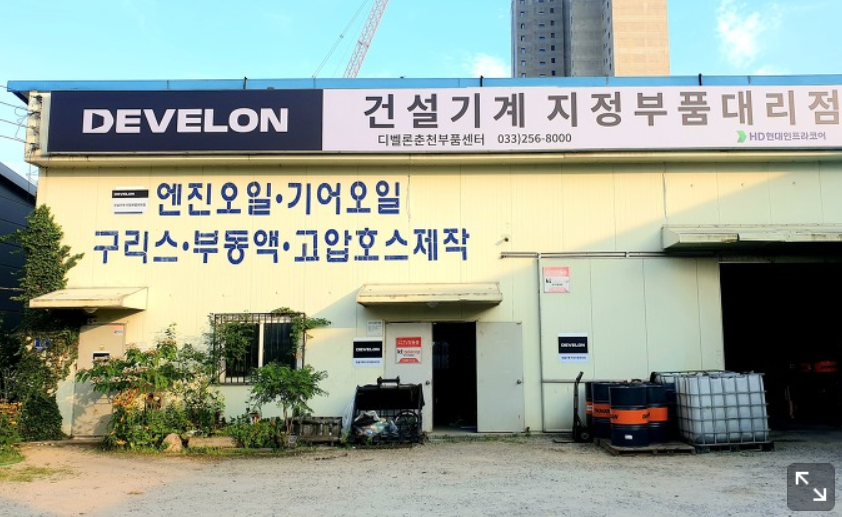 DEVELON
건설기계 지정부품대리점
디벨론춘천부품센터 033)256-8000
HD현대인프라코어
DEVELON
엔진오일·기어오일
구리스·부동액·고압호스제작
DEVELON
kt
DEVELON
kt